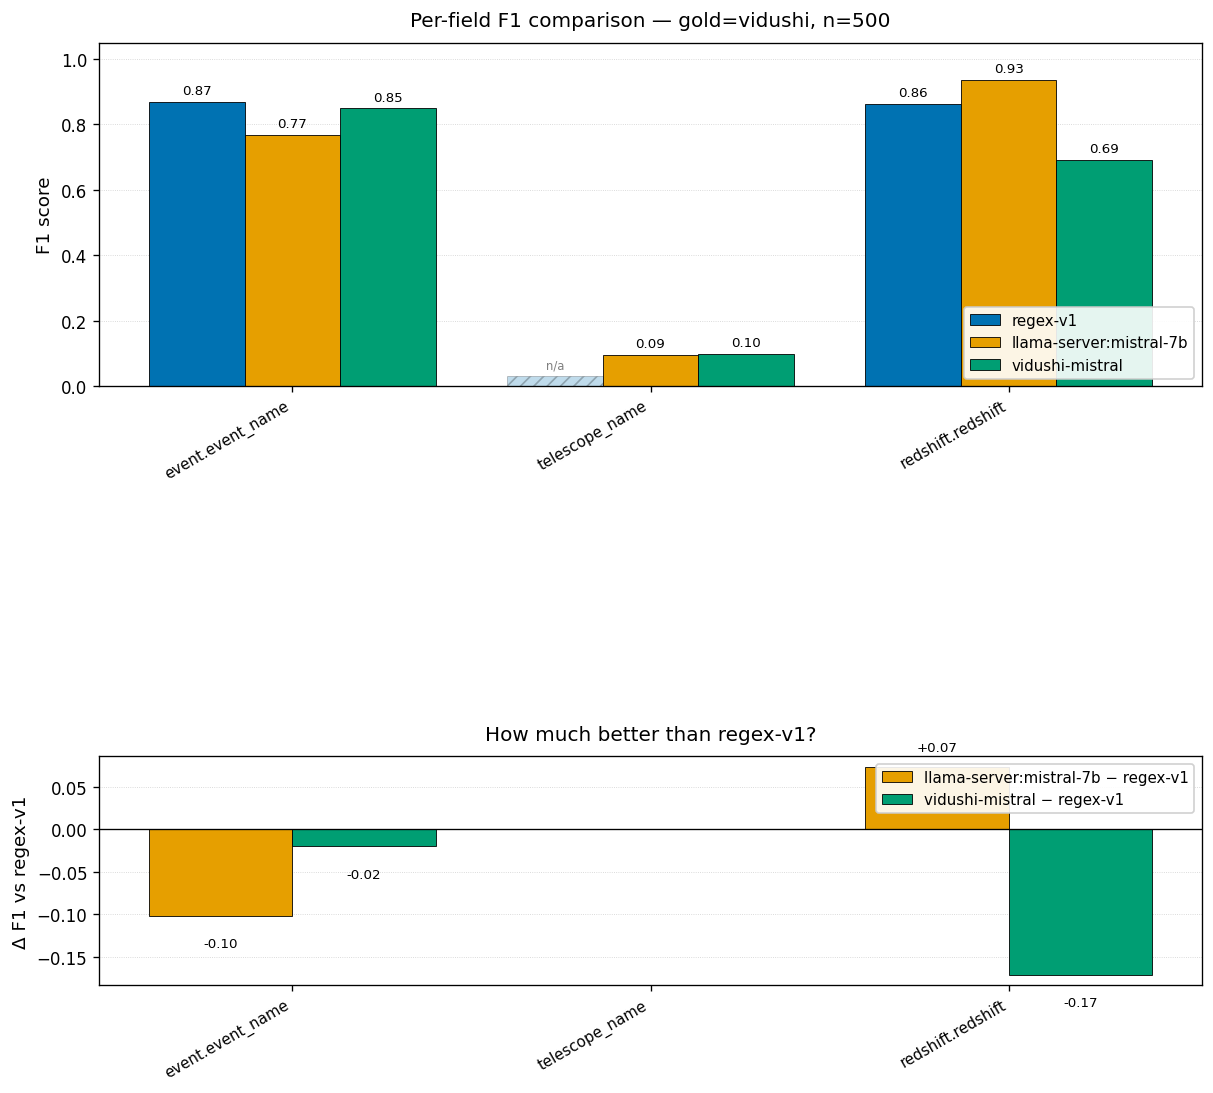 Per-field F1 comparison — gold=vidushi, n=500
F1 score
1.0
0.8
0.6
0.4
0.2
0.0
0.87
0.77
0.85
n/a
0.09
0.10
0.86
0.93
0.69
regex-v1
llama-server:mistral-7b
vidushi-mistral
event.event_name
telescope_name
redshift.redshift
How much better than regex-v1?
Δ F1 vs regex-v1
0.05
0.00
−0.05
−0.10
−0.15
-0.10
-0.02
+0.07
-0.17
llama-server:mistral-7b − regex-v1
vidushi-mistral − regex-v1
event.event_name
telescope_name
redshift.redshift